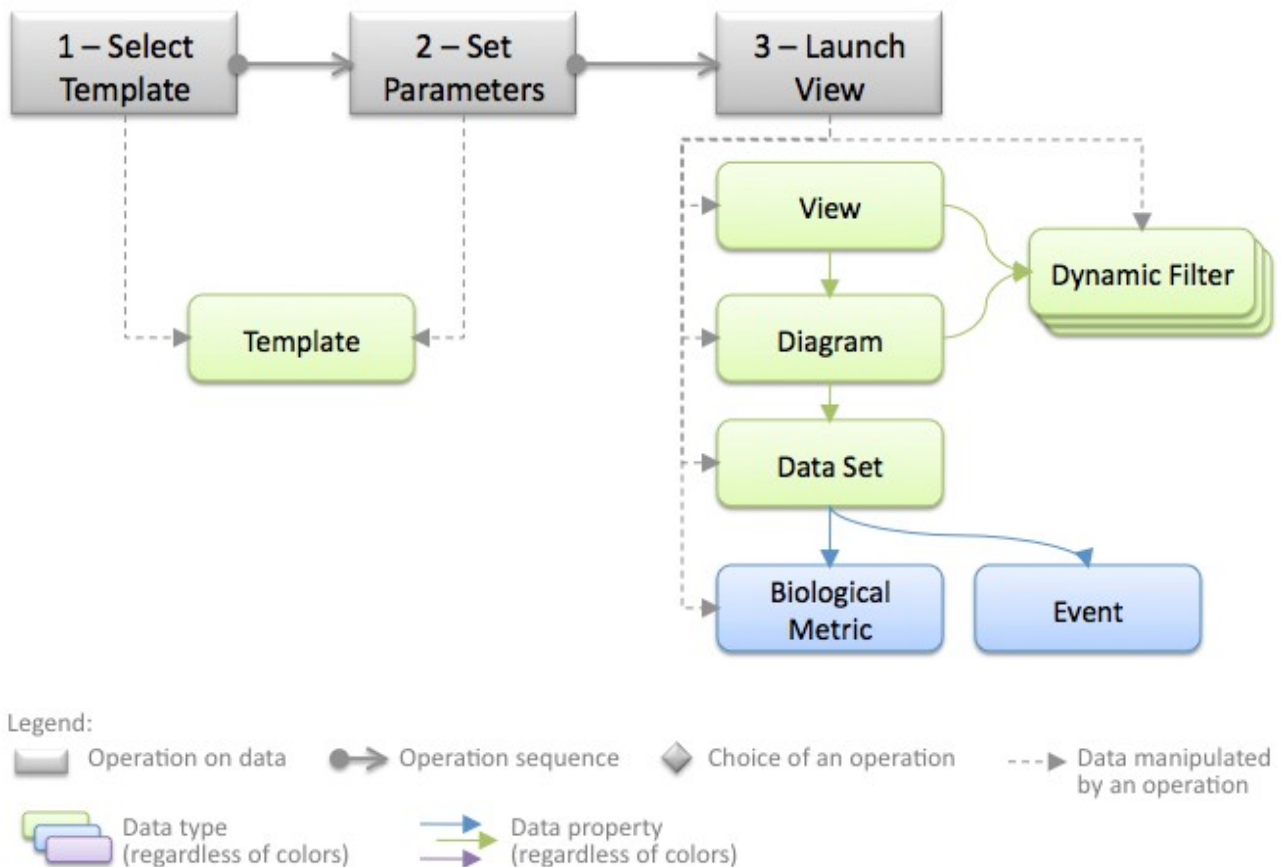 1 – Select
Template
2 – Set
Parameters
3 – Launch
View
View
Dynamic Filter
Template
Diagram
Data Set
Biological
Metric
Event
Legend:
Operation on data
Operation sequence
Choice of an operation
Data manipulated
by an operation
Data type
(regardless of colors)
Data property
(regardless of colors)